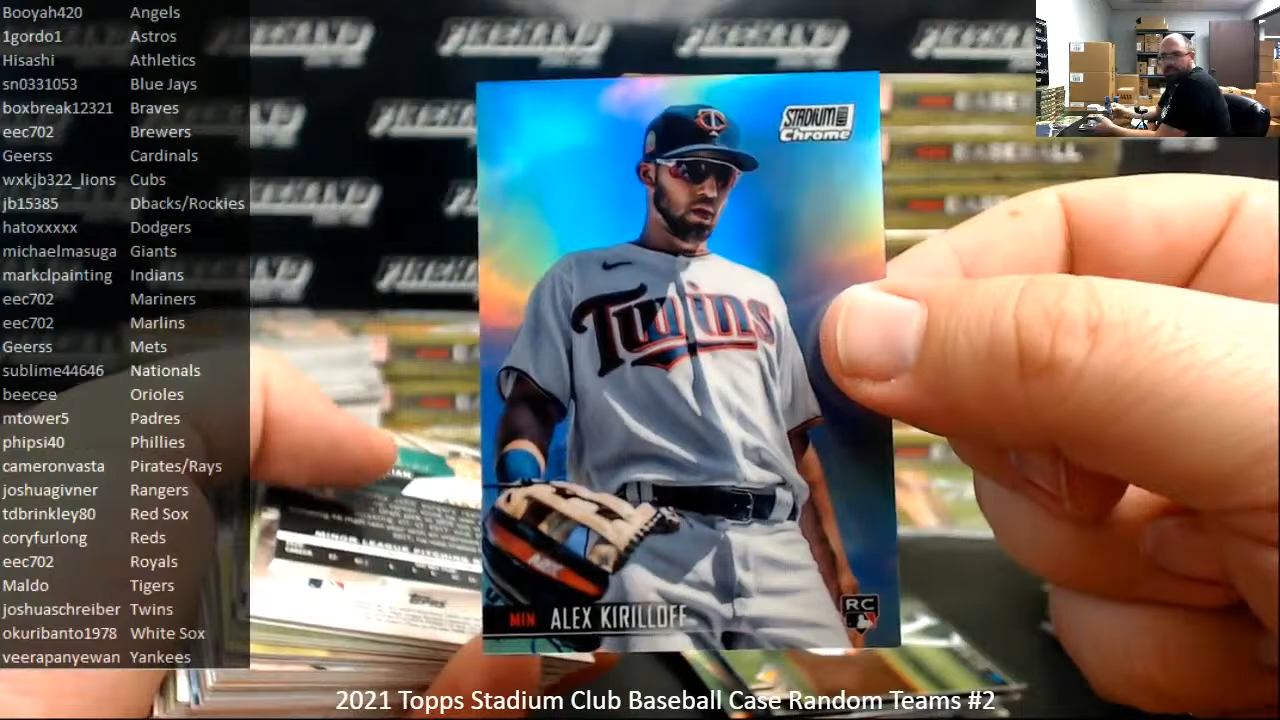 Booyah420 Angels
1gordo1 Astros
Hisashi Athletics
sn0331053 Blue Jays
boxbreak12321 Braves
eec702 Brewers
Geerss Cardinals
wxkjb322_lions Cubs
jb15385 Dbacks/Rockies
hatoxxxxx Dodgers
michaelmasuga Giants
markclpainting Indians
eec702 Mariners
eec702 Marlins
Geerss Mets
sublime44646 Nationals
beecee Orioles
mtower5 Padres
phipsi40 Phillies
cameronvasta Pirates/Rays
joshuagivner Rangers
tdbrinkley80 Red Sox
coryfurlong Reds
eec702 Royals
Maldo Tigers
joshuaschreiber Twins
okuribanto1978 White Sox
veerapanyewan Yankees
STADIUM
Chrome
Twins
MIN ALEX KIRILLOFF
RC
MINOR LEAGUE PITCHING
topps
2021 Topps Stadium Club Baseball Case Random Teams #2